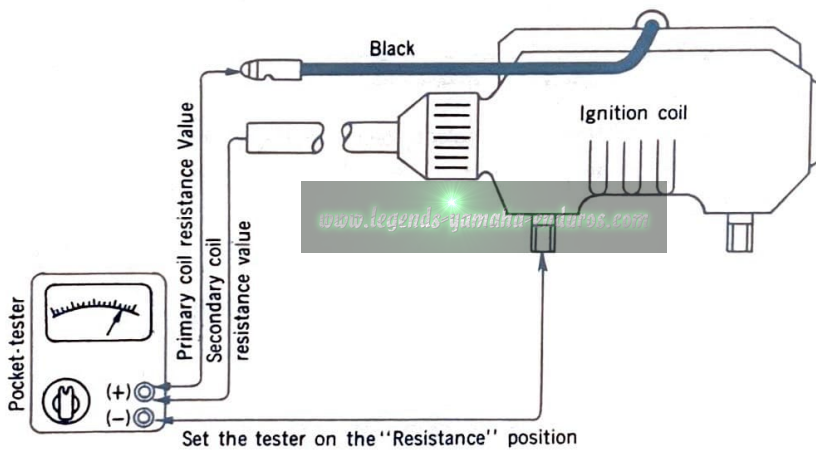 Black
Ignition coil
www.legends-yamaha-enduros.com
Primary coil resistance Value
Secondary coil
resistance value
Pocket-tester
(+)
(−)
Set the tester on the "Resistance" position